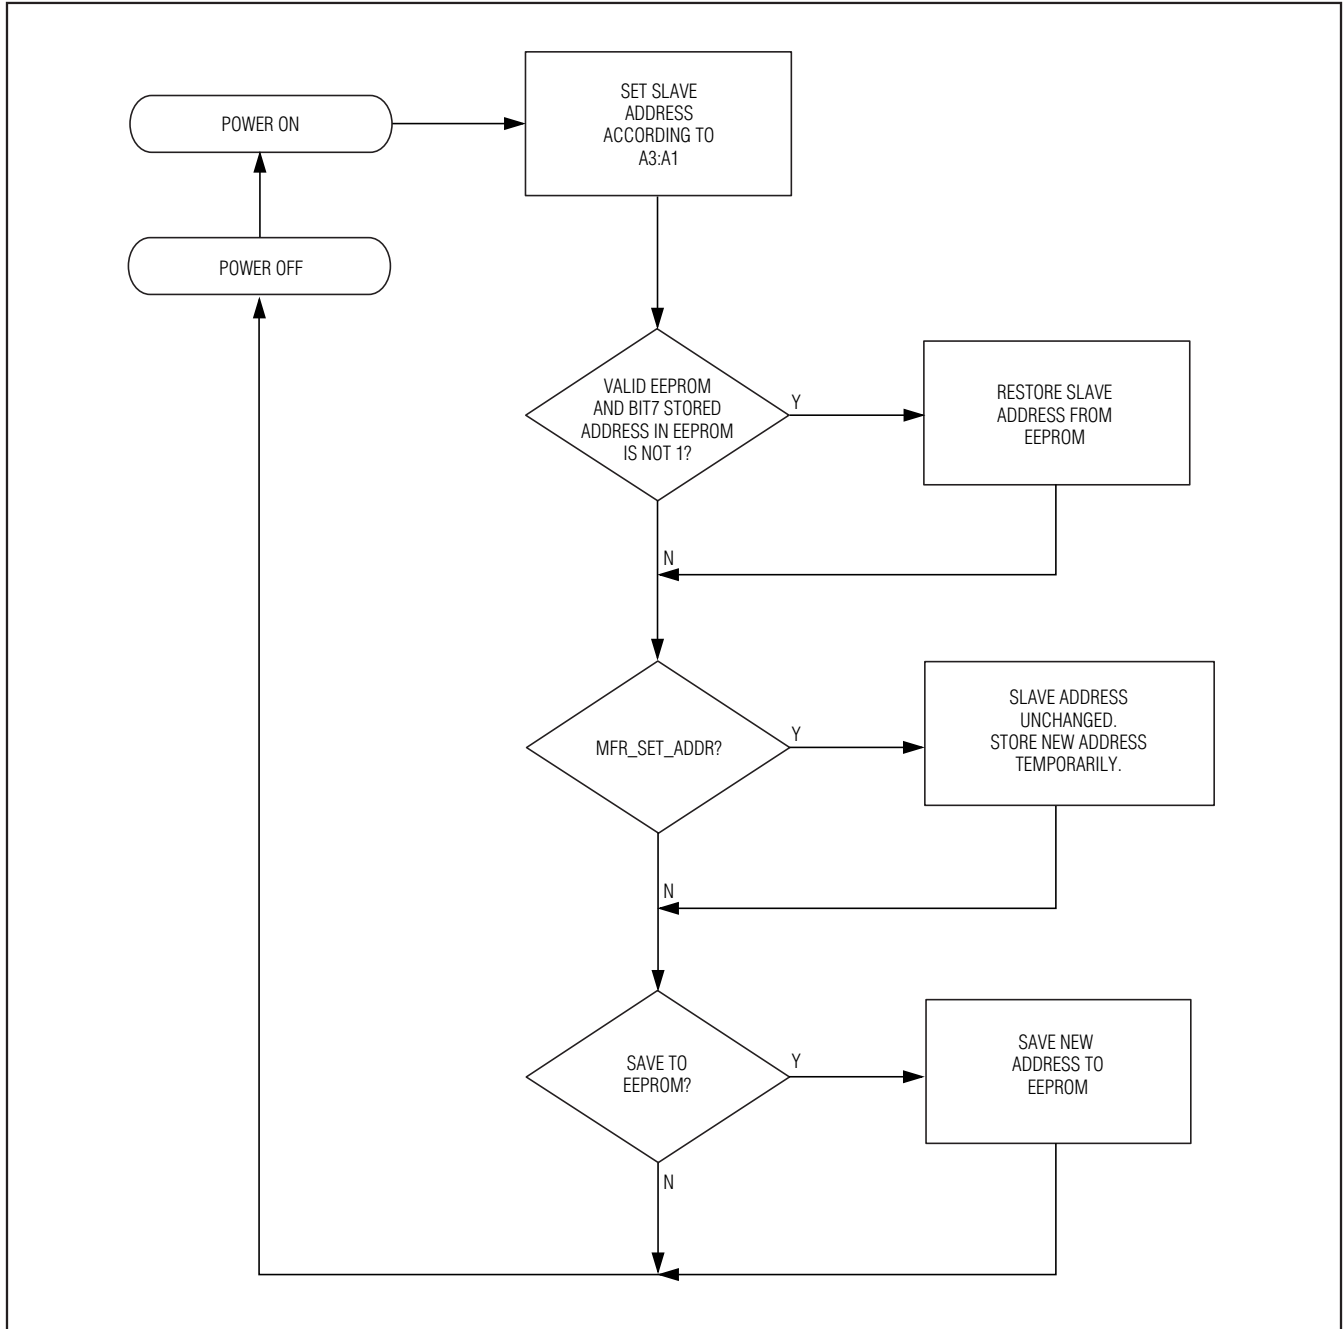 POWER ON
SET SLAVE
ADDRESS
ACCORDING TO
A3:A1
POWER OFF
VALID EEPROM
AND BIT7 STORED
ADDRESS IN EEPROM
IS NOT 1?
Y
RESTORE SLAVE
ADDRESS FROM
EEPROM
N
MFR_SET_ADDR?
Y
SLAVE ADDRESS
UNCHANGED.
STORE NEW ADDRESS
TEMPORARILY.
N
SAVE TO
EEPROM?
Y
SAVE NEW
ADDRESS TO
EEPROM
N